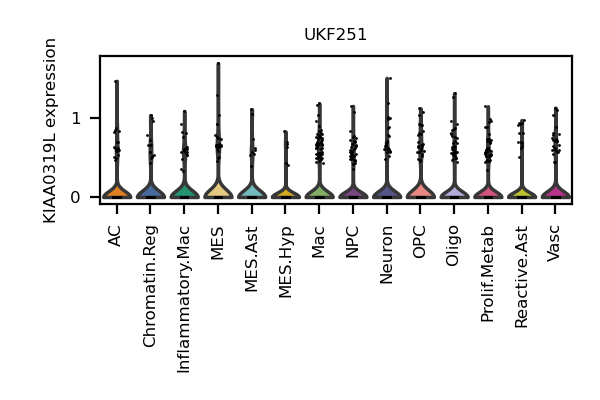 UKF251
KIAA0319L expression
1
0
AC
Chromatin.Reg
Inflammatory.Mac
MES
MES.Ast
MES.Hyp
Mac
NPC
Neuron
OPC
Oligo
Prolif.Metab
Reactive.Ast
Vasc